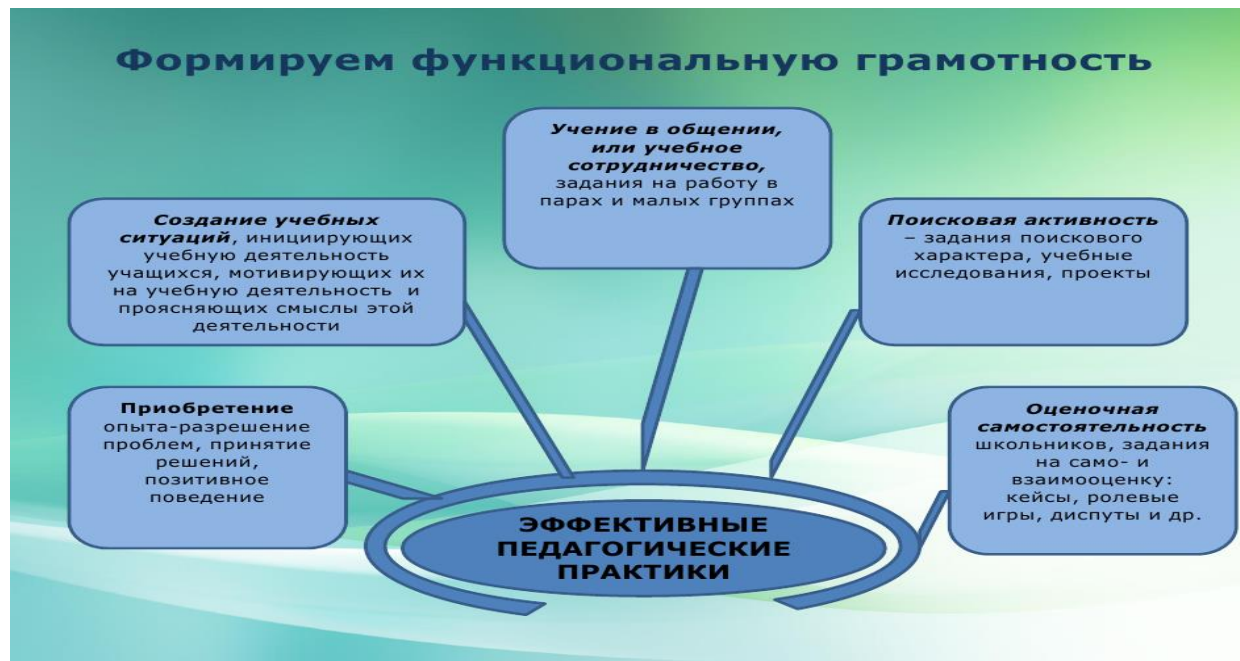 Формируем функциональную грамотность
Учение в общении,
или учебное
сотрудничество,
задания на работу в
парах и малых группах
Создание учебных
ситуаций, инициирующих
учебную деятельность
учащихся, мотивирующих их
на учебную деятельность и
проясняющих смыслы этой
деятельности
Поисковая активность
– задания поискового
характера, учебные
исследования, проекты
Приобретение
опыта-разрешение
проблем, принятие
решений,
позитивное
поведение
Оценочная
самостоятельность
школьников, задания
на само- и
взаимооценку:
кейсы, ролевые
игры, диспуты и др.
ЭФФЕКТИВНЫЕ
ПЕДАГОГИЧЕСКИЕ
ПРАКТИКИ